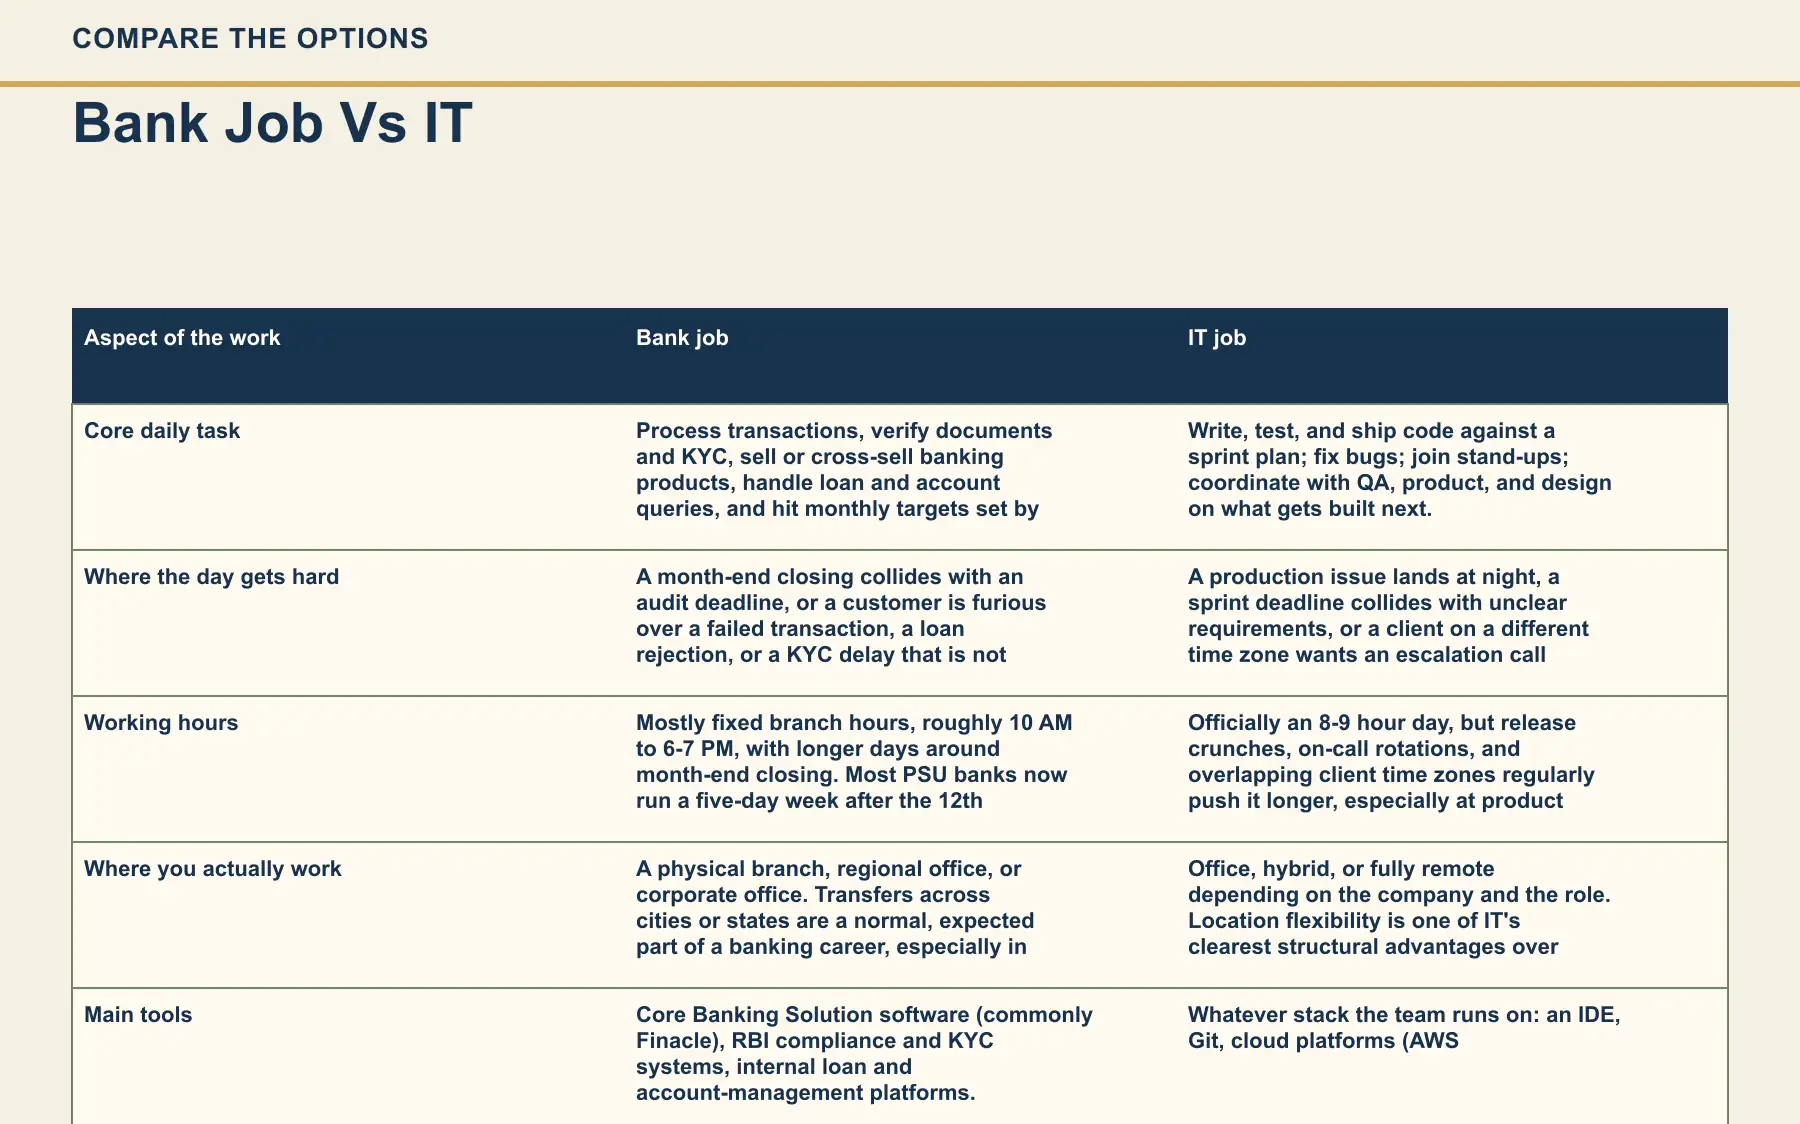 COMPARE THE OPTIONS
Bank Job Vs IT
Aspect of the work
Bank job
IT job
Core daily task
Process transactions, verify documents
and KYC, sell or cross-sell banking
products, handle loan and account
queries, and hit monthly targets set by
Write, test, and ship code against a
sprint plan; fix bugs; join stand-ups;
coordinate with QA, product, and design
on what gets built next.
Where the day gets hard
A month-end closing collides with an
audit deadline, or a customer is furious
over a failed transaction, a loan
rejection, or a KYC delay that is not
A production issue lands at night, a
sprint deadline collides with unclear
requirements, or a client on a different
time zone wants an escalation call
Working hours
Mostly fixed branch hours, roughly 10 AM
to 6-7 PM, with longer days around
month-end closing. Most PSU banks now
run a five-day week after the 12th
Officially an 8-9 hour day, but release
crunches, on-call rotations, and
overlapping client time zones regularly
push it longer, especially at product
Where you actually work
A physical branch, regional office, or
corporate office. Transfers across
cities or states are a normal, expected
part of a banking career, especially in
Office, hybrid, or fully remote
depending on the company and the role.
Location flexibility is one of IT's
clearest structural advantages over
Main tools
Core Banking Solution software (commonly
Finacle), RBI compliance and KYC
systems, internal loan and
account-management platforms.
Whatever stack the team runs on: an IDE,
Git, cloud platforms (AWS